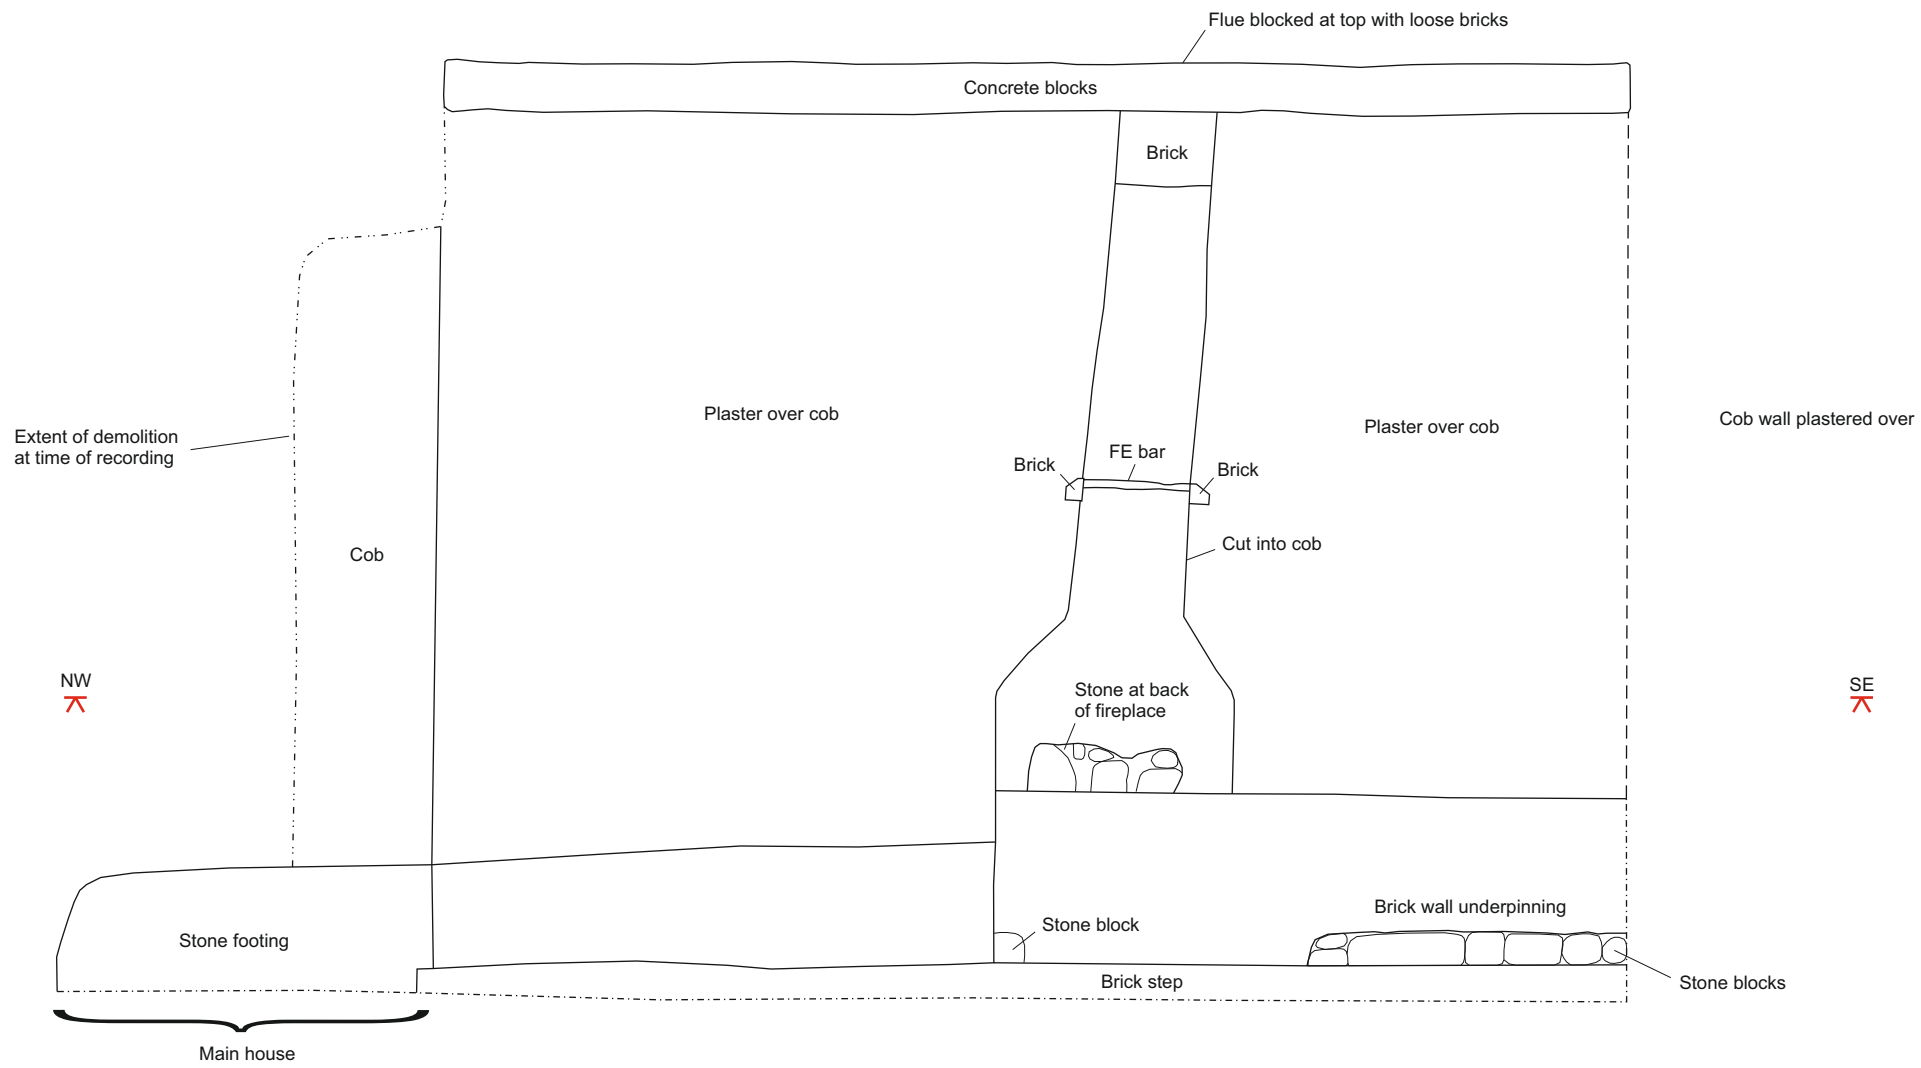 Flue blocked at top with loose bricks
Concrete blocks
Brick
Plaster over cob
Plaster over cob
Cob wall plastered over
Extent of demolition
at time of recording
FE bar
Brick
Brick
Cut into cob
Cob
NW
SE
Stone at back
of fireplace
Brick wall underpinning
Stone block
Stone footing
Brick step
Stone blocks
Main house